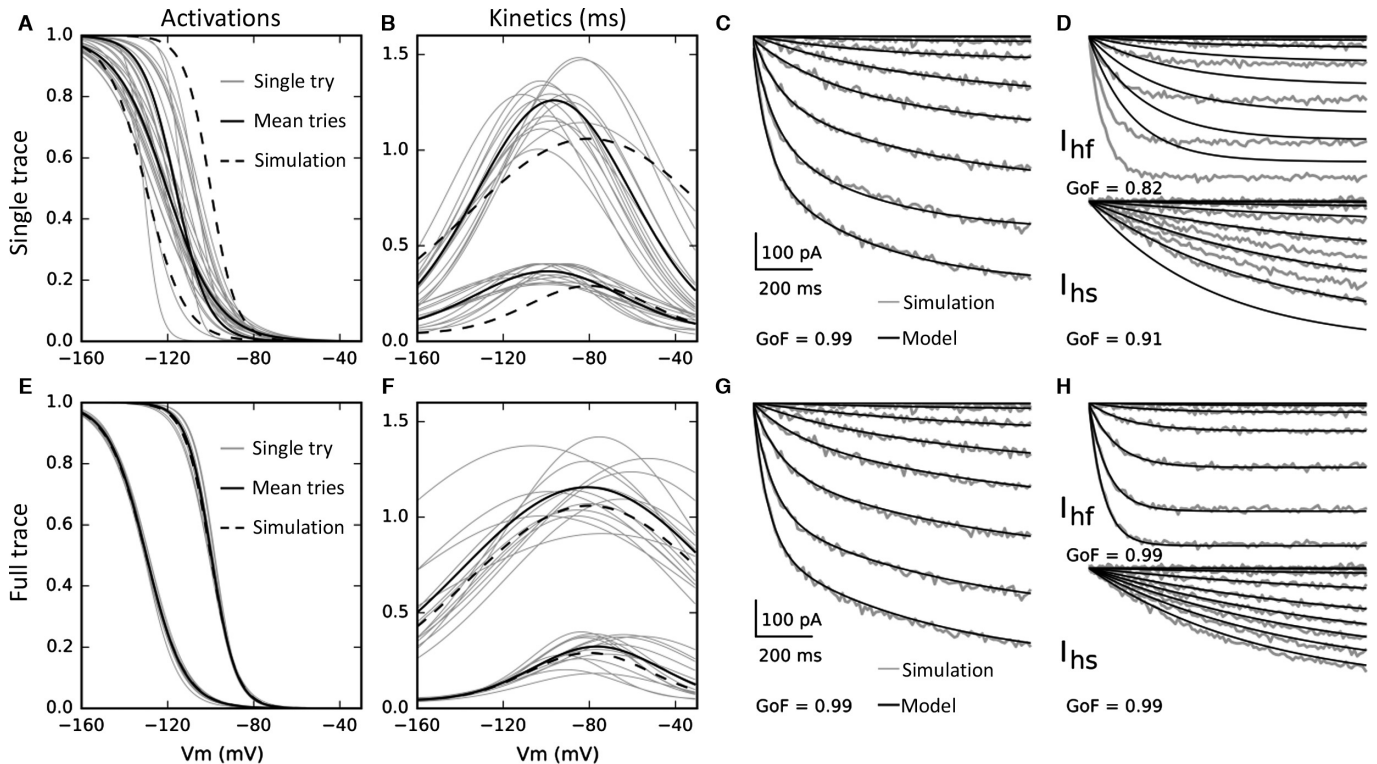 A Activations
B Kinetics (ms)
C
D
Single trace
1.0
0.8
0.6
0.4
0.2
0.0
−160 −120 −80 −40
Single try
Mean tries
Simulation
1.5
1.0
0.5
0.0
−160 −120 −80 −40
100 pA
200 ms
Simulation
GoF = 0.99
Model
Ihf
GoF = 0.82
Ihs
GoF = 0.91
E
F
G
H
Full trace
1.0
0.8
0.6
0.4
0.2
0.0
−160 −120 −80 −40
Vm (mV)
Single try
Mean tries
Simulation
1.5
1.0
0.5
0.0
−160 −120 −80 −40
Vm (mV)
100 pA
200 ms
Simulation
GoF = 0.99
Model
Ihf
GoF = 0.99
Ihs
GoF = 0.99